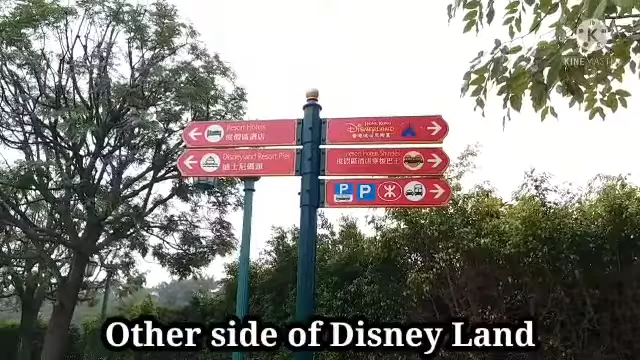 KINEMASTER
Resort Hotels
度假區酒店
Disneyland Resort Pier
迪士尼碼頭
HONG KONG
DISNEYLAND
香港迪士尼樂園
Resort Hotels Shuttles
度假區酒店穿梭巴士
P P
Other side of Disney Land